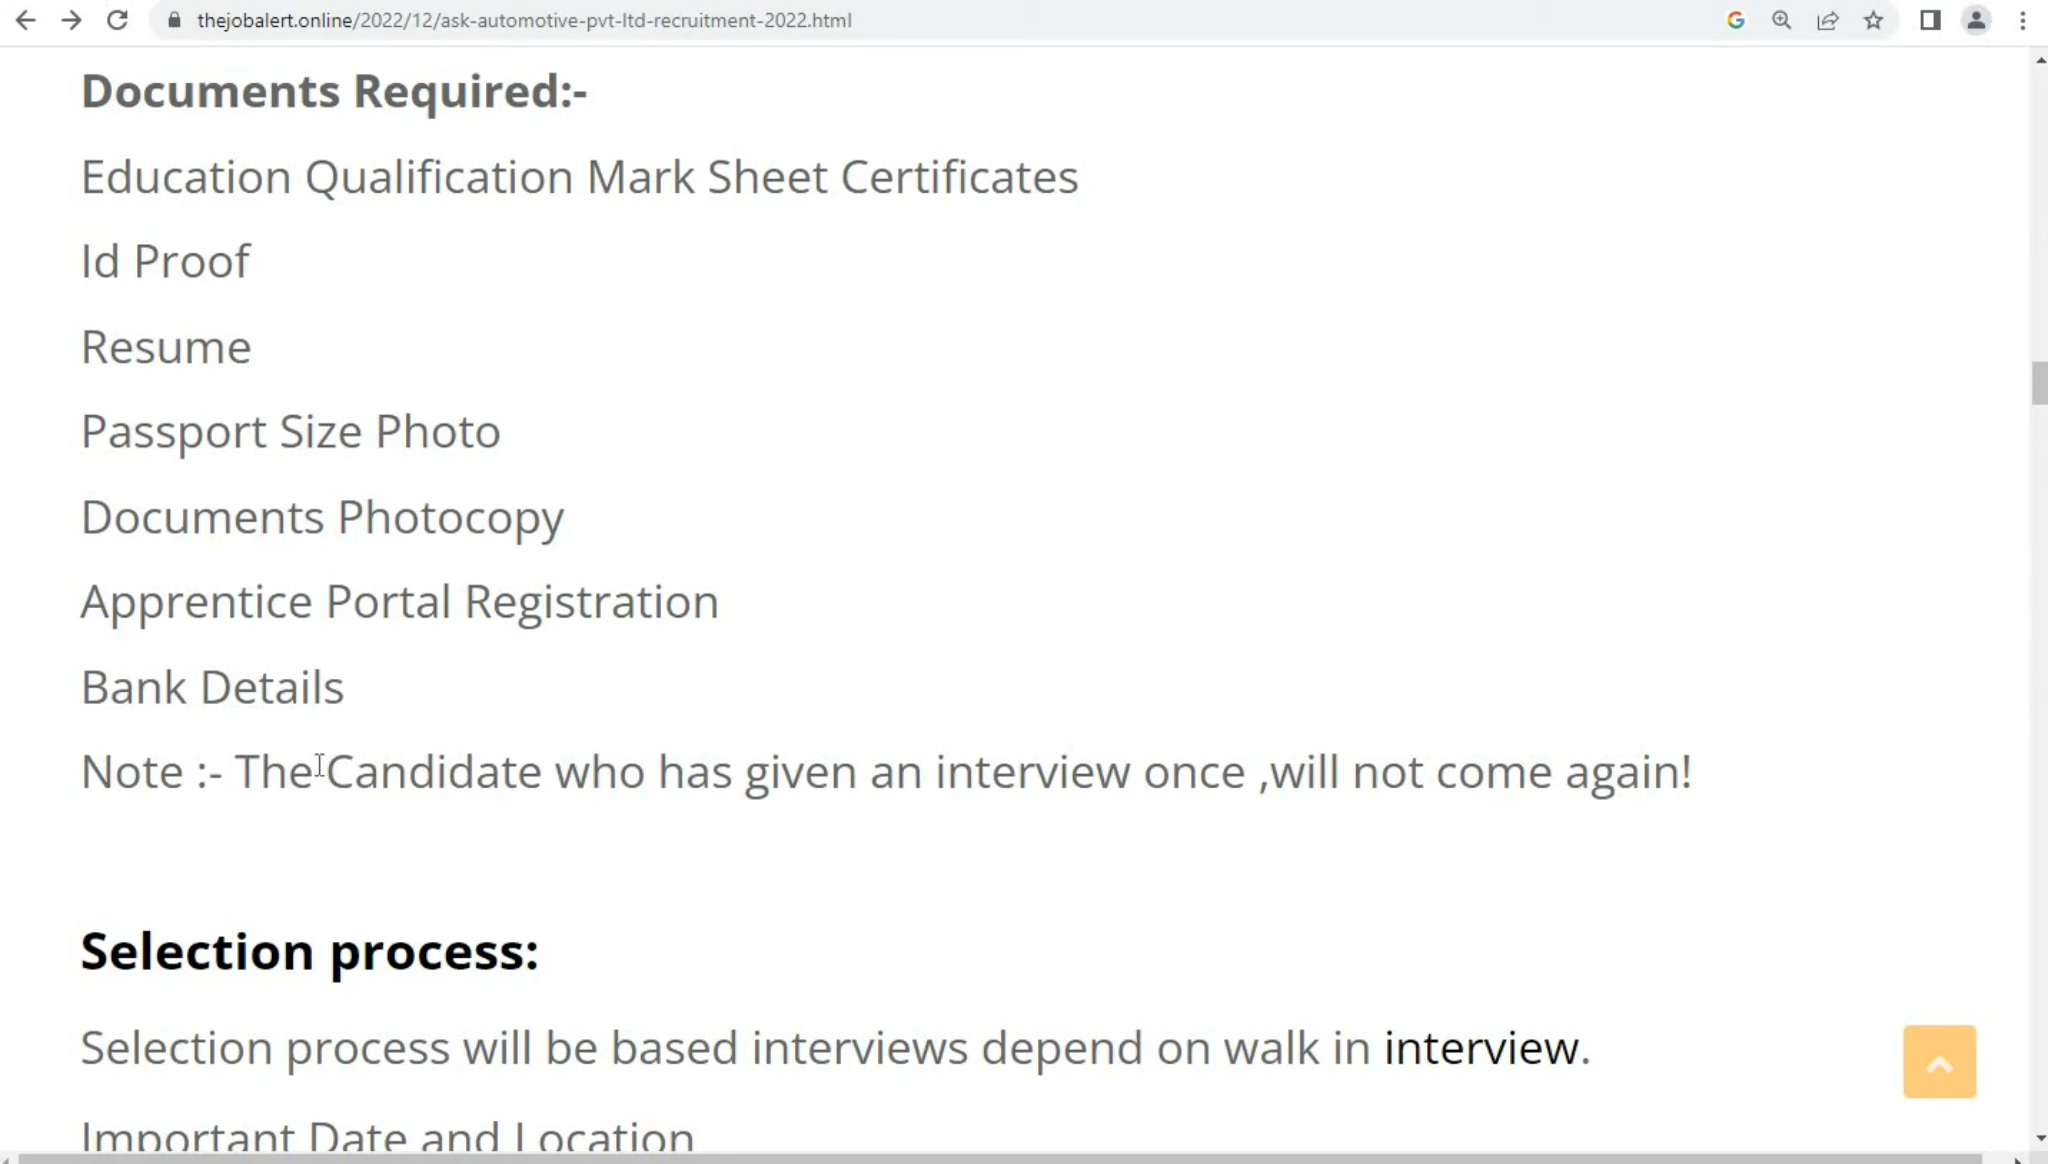 thejobalert.online/2022/12/ask-automotive-pvt-ltd-recruitment-2022.html
Documents Required:-
Education Qualification Mark Sheet Certificates
Id Proof
Resume
Passport Size Photo
Documents Photocopy
Apprentice Portal Registration
Bank Details
Note :- The Candidate who has given an interview once ,will not come again!
Selection process:
Selection process will be based interviews depend on walk in interview.
Important Date and Location